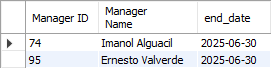 Manager ID Manager Name end_date
74 Imanol Alguacil 2025-06-30
95 Ernesto Valverde 2025-06-30